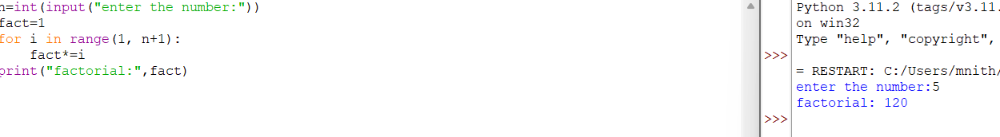 n=int(input("enter the number:"))
fact=1
for i in range(1, n+1):
    fact*=i
print("factorial:",fact)
Python 3.11.2 (tags/v3.11.
on win32
Type "help", "copyright",
>>>
= RESTART: C:/Users/mnith/
enter the number:5
factorial: 120
>>>